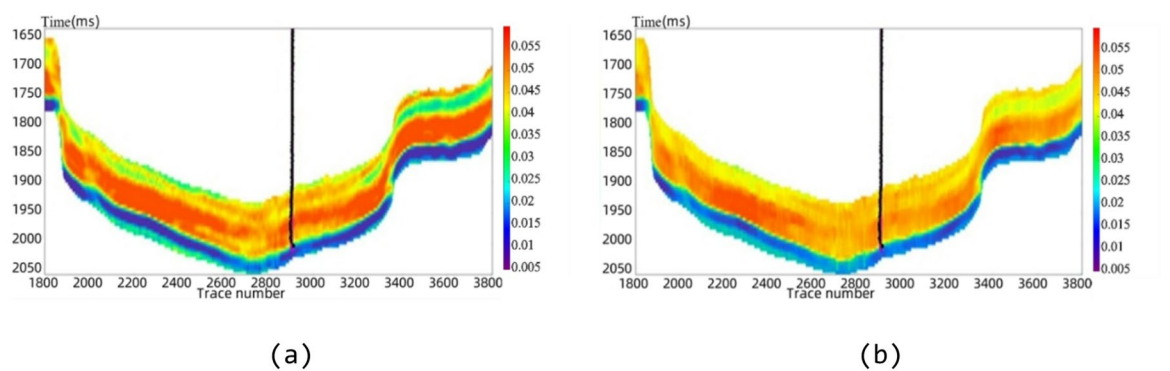 Time(ms) Time(ms)
1650 1650
1700 0.055 1700 0.055
1750 0.05 1750 0.05
0.045 0.045
1800 0.04 1800 0.04
0.035 0.035
1850 0.03 1850 0.03
1900 0.025 1900 0.025
0.02 0.02
1950 0.015 1950 0.015
2000 0.01 2000 0.01
2050 0.005 2050 0.005
1800 2000 2200 2400 2600 2800 3000 3200 3400 3600 3800 1800 2000 2200 2400 2600 2800 3000 3200 3400 3600 3800
Trace number Trace number
(a) (b)